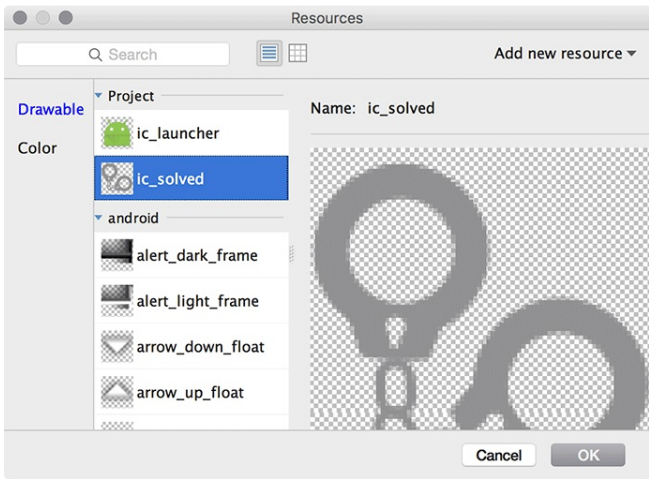 Resources
Search
Add new resource
Drawable
Color
Project
ic_launcher
ic_solved
android
alert_dark_frame
alert_light_frame
arrow_down_float
arrow_up_float
Name: ic_solved
Cancel
OK